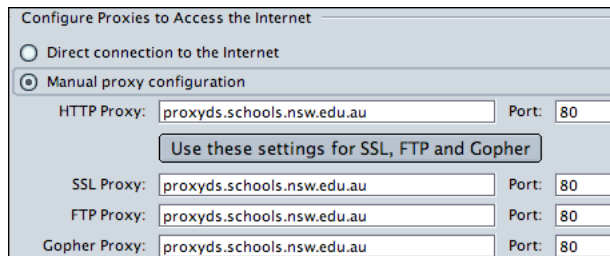 Configure Proxies to Access the Internet
Direct connection to the Internet
Manual proxy configuration
HTTP Proxy: proxyds.schools.nsw.edu.au Port: 80
Use these settings for SSL, FTP and Gopher
SSL Proxy: proxyds.schools.nsw.edu.au Port: 80
FTP Proxy: proxyds.schools.nsw.edu.au Port: 80
Gopher Proxy: proxyds.schools.nsw.edu.au Port: 80